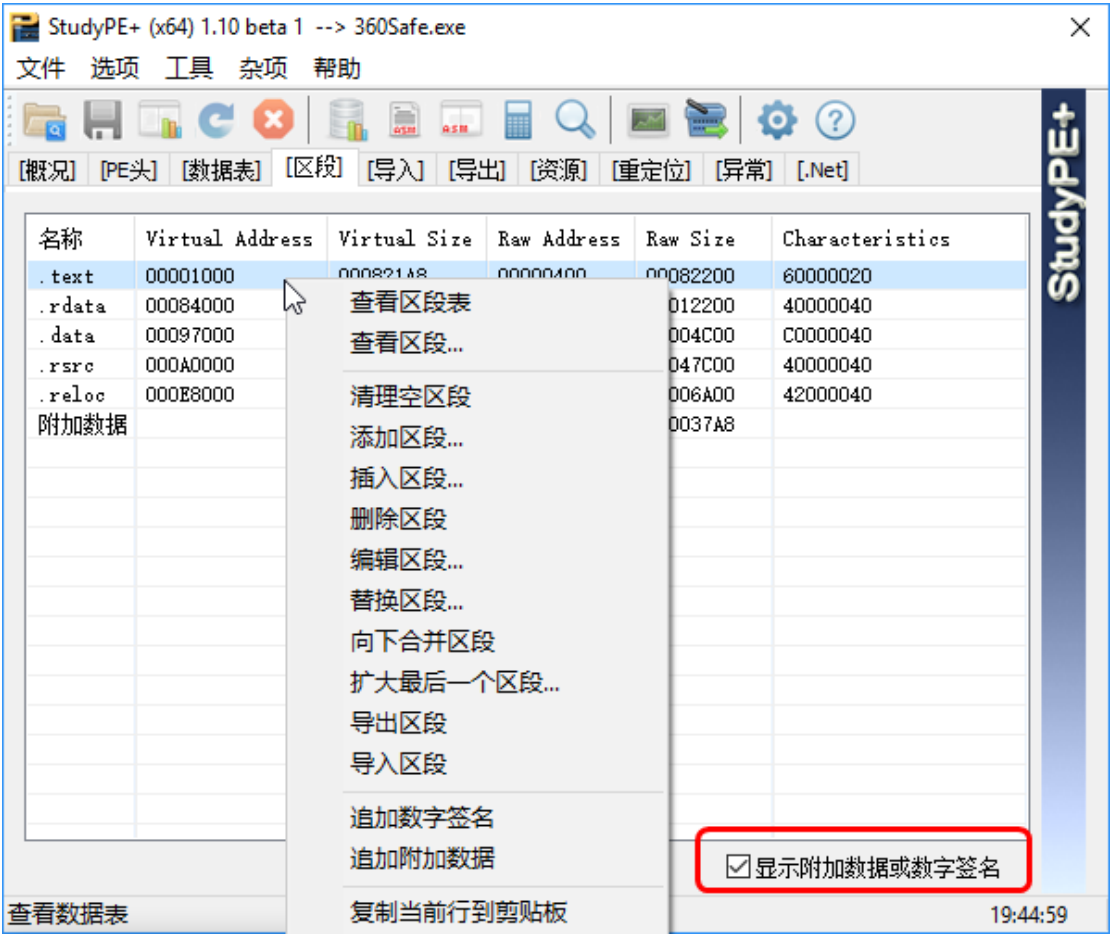 StudyPE+ (x64) 1.10 beta 1 --> 360Safe.exe
文件 选项 工具 杂项 帮助
ASM ASM
[概况] [PE头] [数据表] [区段] [导入] [导出] [资源] [重定位] [异常] [.Net]
StudyPE+
名称 Virtual Address Virtual Size Raw Address Raw Size Characteristics
.text 00001000 000821A8 00000400 00082200 60000020
.rdata 00084000 012200 40000040
.data 00097000 004C00 C0000040
.rsrc 000A0000 047C00 40000040
.reloc 000E8000 006A00 42000040
附加数据 0037A8
查看区段表
查看区段...
清理空区段
添加区段...
插入区段...
删除区段
编辑区段...
替换区段...
向下合并区段
扩大最后一个区段...
导出区段
导入区段
追加数字签名
追加附加数据
复制当前行到剪贴板
显示附加数据或数字签名
查看数据表 19:44:59